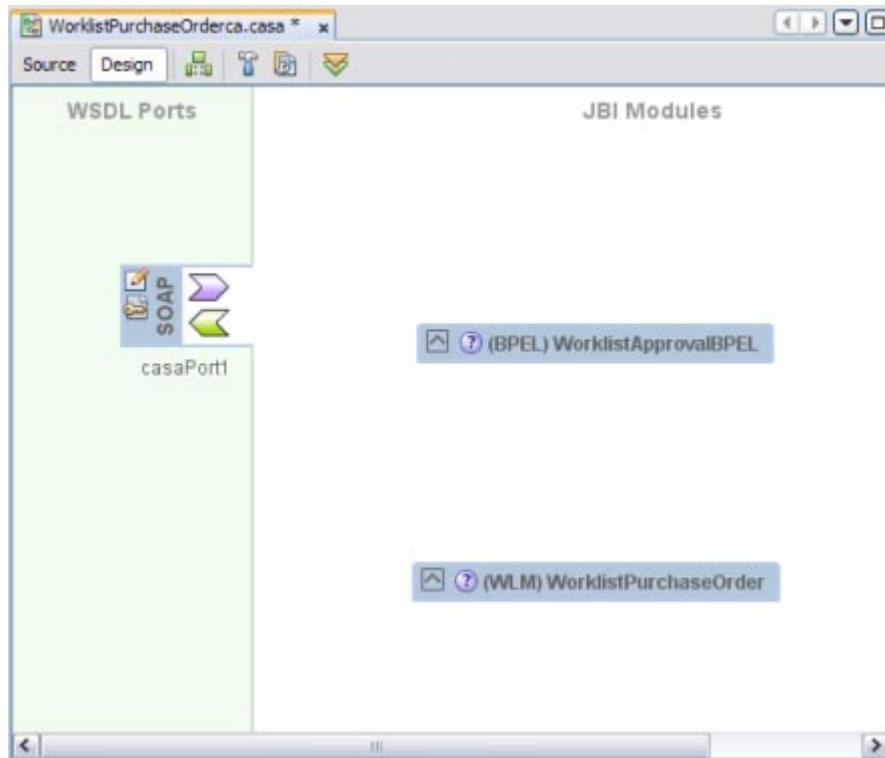 WorklistPurchaseOrderca.casa *
Source Design
WSDL Ports
JBI Modules
SOAP
casaPort1
? (BPEL) WorklistApprovalBPEL
? (WLM) WorklistPurchaseOrder